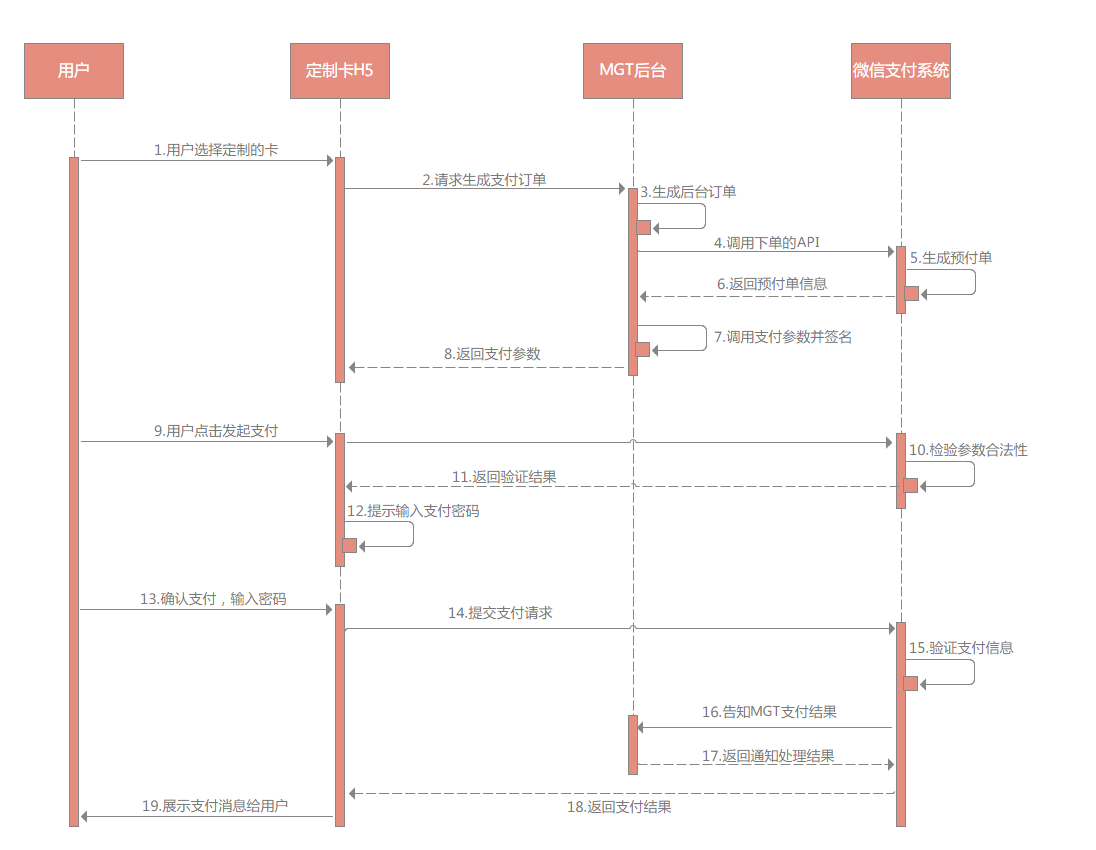 用户
定制卡H5
MGT后台
微信支付系统
1.用户选择定制的卡
2.请求生成支付订单
3.生成后台订单
4.调用下单的API
5.生成预付单
6.返回预付单信息
7.调用支付参数并签名
8.返回支付参数
9.用户点击发起支付
10.检验参数合法性
11.返回验证结果
12.提示输入支付密码
13.确认支付，输入密码
14.提交支付请求
15.验证支付信息
16.告知MGT支付结果
17.返回通知处理结果
18.返回支付结果
19.展示支付消息给用户